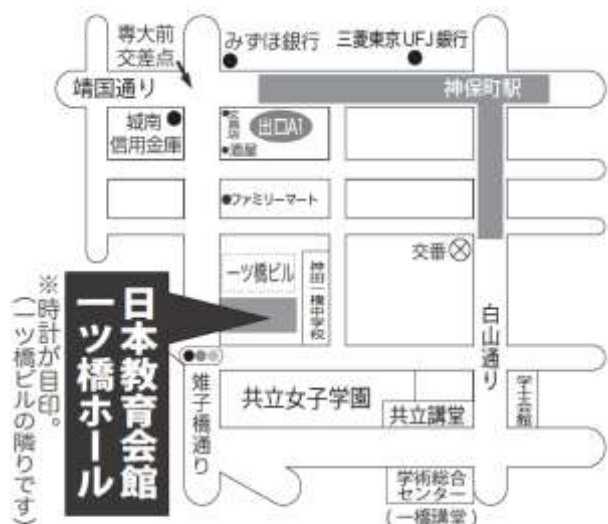 専大前
交差点
みずほ銀行
三菱東京UFJ銀行
靖国通り
神保町駅
城南
信用金庫
文具店
出口A1
酒屋
ファミリーマート
交番
一ツ橋ビル
神田一橋中学校
日本教育会館
一ツ橋ホール
※時計が目印。
(一ツ橋ビルの隣りです)
白山通り
雉子橋通り
共立女子学園
共立講堂
学士会館
学術総合
センター
(一橋講堂)